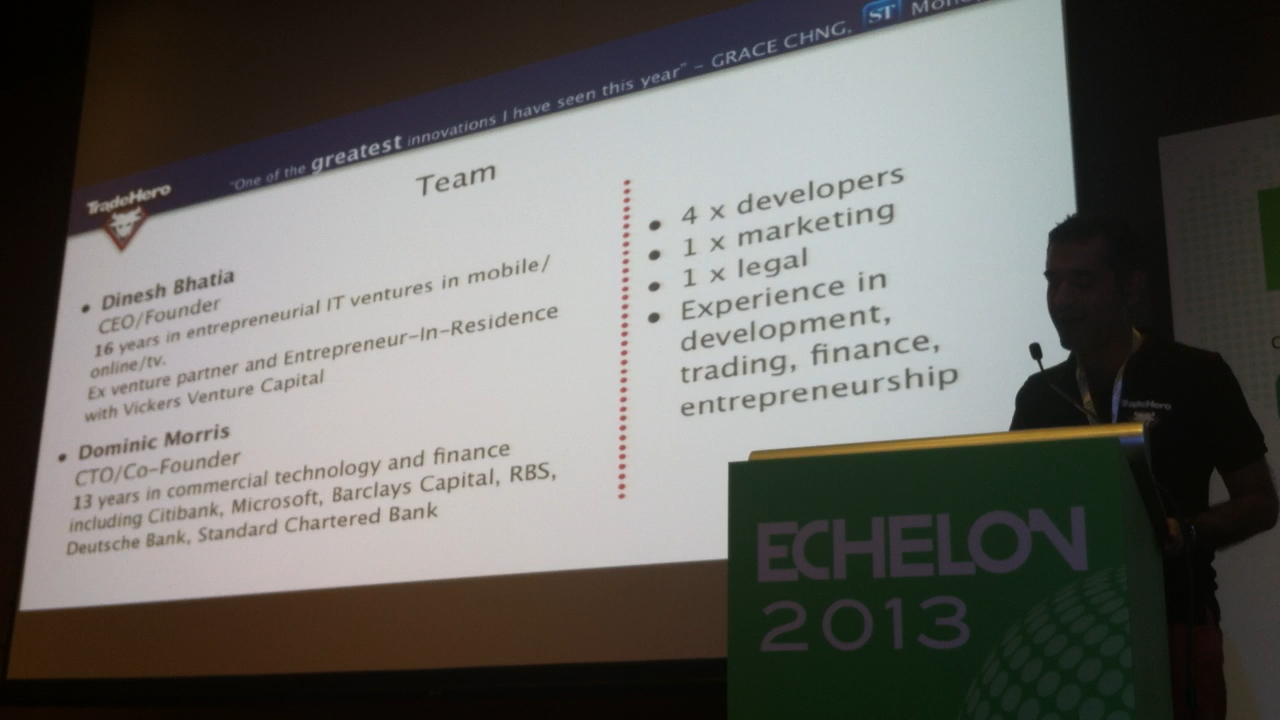 "One of the greatest innovations I have seen this year" – GRACE CHNG, ST
TradeHero
Team
• Dinesh Bhatia
CEO/Founder
16 years in entrepreneurial IT ventures in mobile/
online/tv.
Ex venture partner and Entrepreneur-In-Residence
with Vickers Venture Capital
• Dominic Morris
CTO/Co-Founder
13 years in commercial technology and finance
including Citibank, Microsoft, Barclays Capital, RBS,
Deutsche Bank, Standard Chartered Bank
• 4 x developers
• 1 x marketing
• 1 x legal
• Experience in
development,
trading, finance,
entrepreneurship
TradeHero
ECHELON
2013